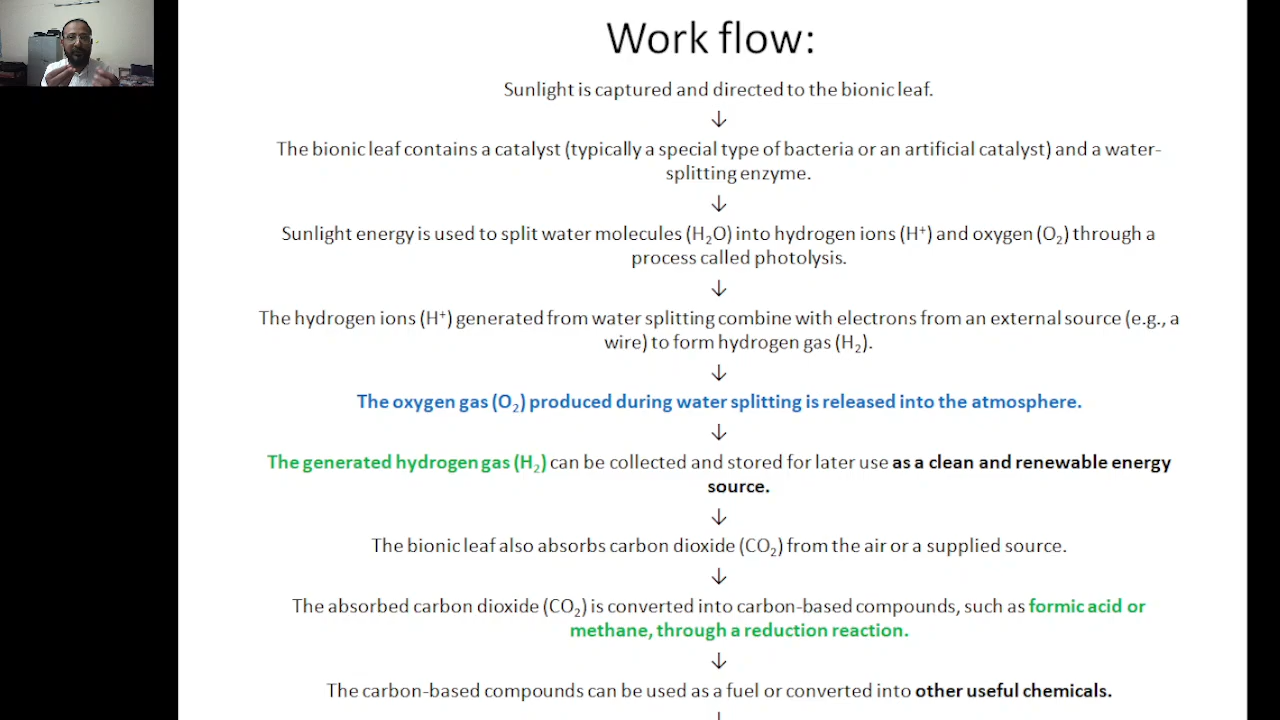 Work flow:
Sunlight is captured and directed to the bionic leaf.
↓
The bionic leaf contains a catalyst (typically a special type of bacteria or an artificial catalyst) and a water-
splitting enzyme.
↓
Sunlight energy is used to split water molecules (H₂O) into hydrogen ions (H⁺) and oxygen (O₂) through a
process called photolysis.
↓
The hydrogen ions (H⁺) generated from water splitting combine with electrons from an external source (e.g., a
wire) to form hydrogen gas (H₂).
↓
The oxygen gas (O₂) produced during water splitting is released into the atmosphere.
↓
The generated hydrogen gas (H₂) can be collected and stored for later use as a clean and renewable energy
source.
↓
The bionic leaf also absorbs carbon dioxide (CO₂) from the air or a supplied source.
↓
The absorbed carbon dioxide (CO₂) is converted into carbon-based compounds, such as formic acid or
methane, through a reduction reaction.
↓
The carbon-based compounds can be used as a fuel or converted into other useful chemicals.